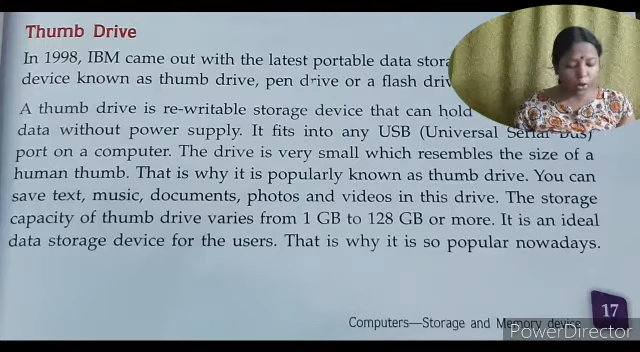 Thumb Drive
In 1998, IBM came out with the latest portable data
device known as thumb drive, pen drive or a flash
A thumb drive is re-writable storage device that can hold
data without power supply. It fits into any USB (Universal Serial Bus)
port on a computer. The drive is very small which resembles the size of a
human thumb. That is why it is popularly known as thumb drive. You can
save text, music, documents, photos and videos in this drive. The storage
capacity of thumb drive varies from 1 GB to 128 GB or more. It is an ideal
data storage device for the users. That is why it is so popular nowadays.
17
Computers—Storage and Memory device
PowerDirector